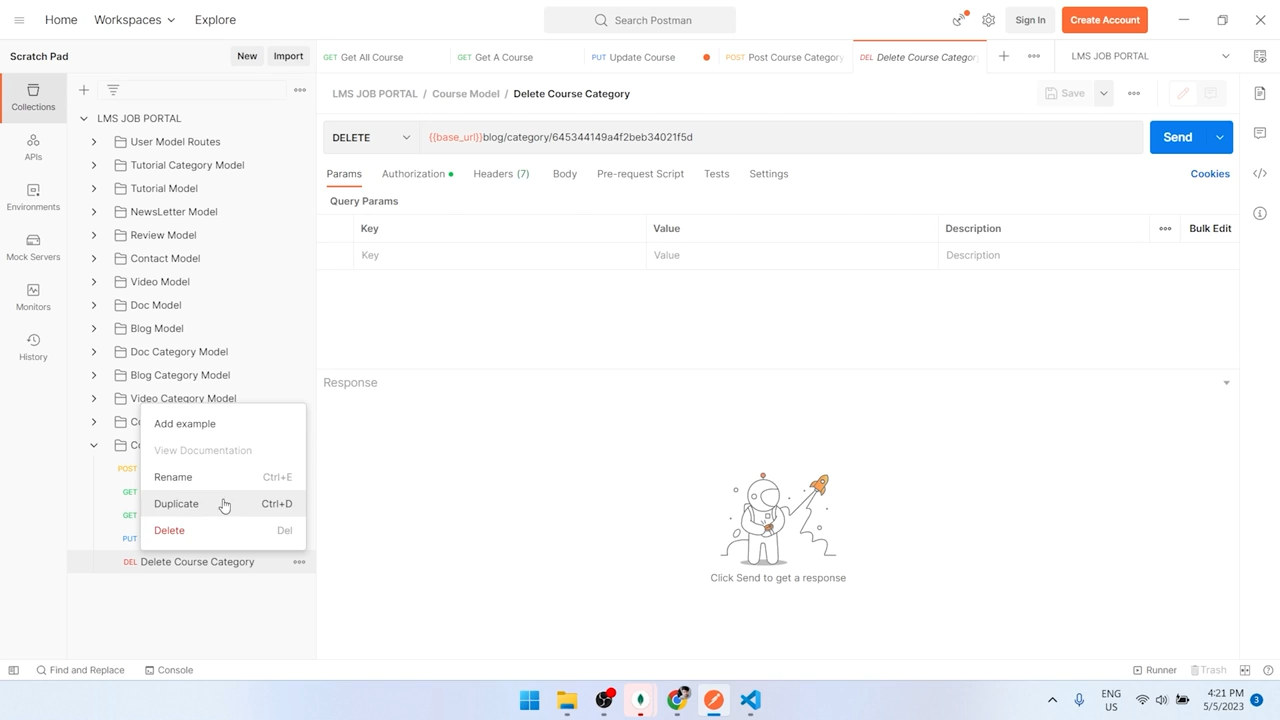 Home
Workspaces
Explore
Search Postman
Sign In
Create Account
Scratch Pad
New
Import
GET Get All Course
GET Get A Course
PUT Update Course
POST Post Course Category
DEL Delete Course Categor
LMS JOB PORTAL
Collections
APIs
Environments
Mock Servers
Monitors
History
LMS JOB PORTAL
User Model Routes
Tutorial Category Model
Tutorial Model
NewsLetter Model
Review Model
Contact Model
Video Model
Doc Model
Blog Model
Doc Category Model
Blog Category Model
Video Category Model
Co
POST
GET
GET
PUT
DEL Delete Course Category
Add example
View Documentation
Rename Ctrl+E
Duplicate Ctrl+D
Delete Del
LMS JOB PORTAL / Course Model / Delete Course Category
Save
DELETE
{{base_url}}blog/category/645344149a4f2beb34021f5d
Send
Params
Authorization
Headers (7)
Body
Pre-request Script
Tests
Settings
Cookies
Query Params
Key Value Description
Bulk Edit
Key Value Description
Response
Click Send to get a response
Find and Replace
Console
Runner
Trash
ENG
US
4:21 PM
5/5/2023
3